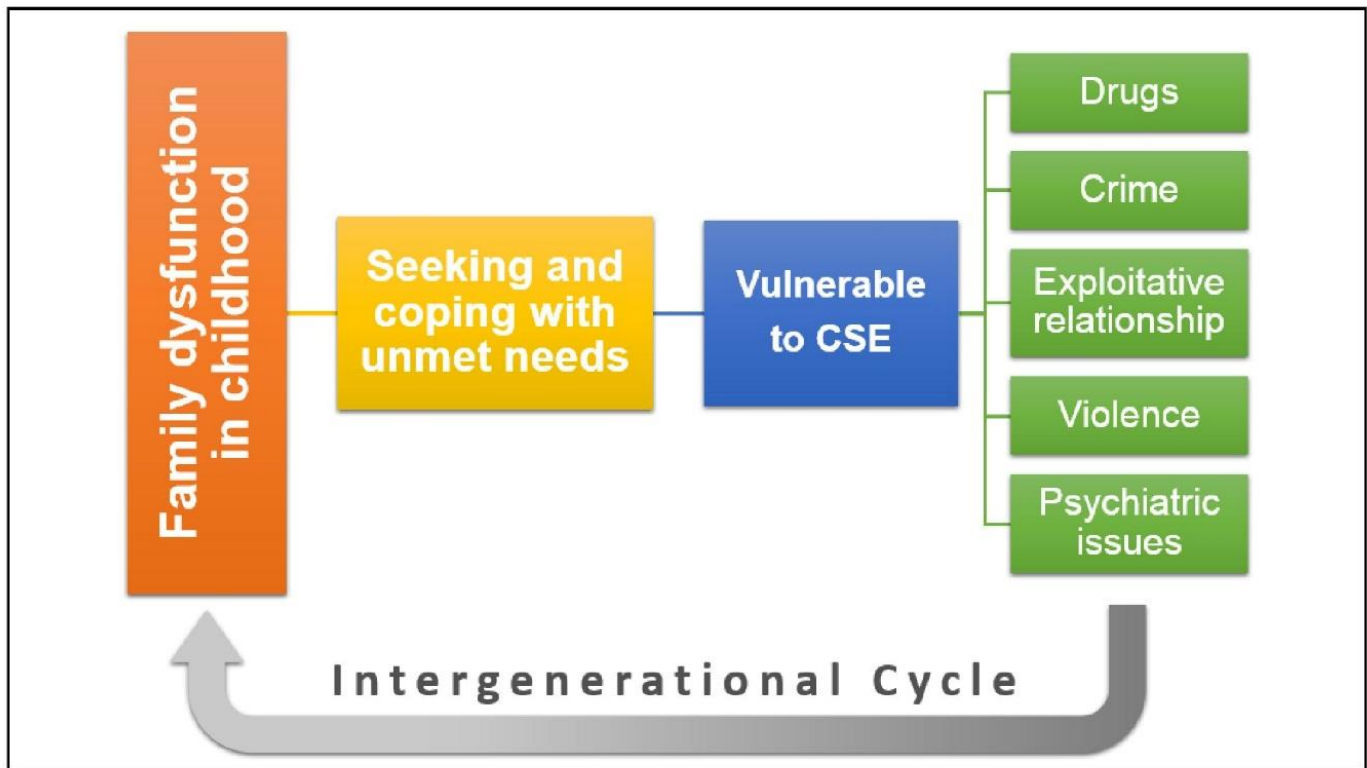 Family dysfunction
in childhood
Seeking and
coping with
unmet needs
Vulnerable
to CSE
Drugs
Crime
Exploitative
relationship
Violence
Psychiatric
issues
Intergenerational Cycle